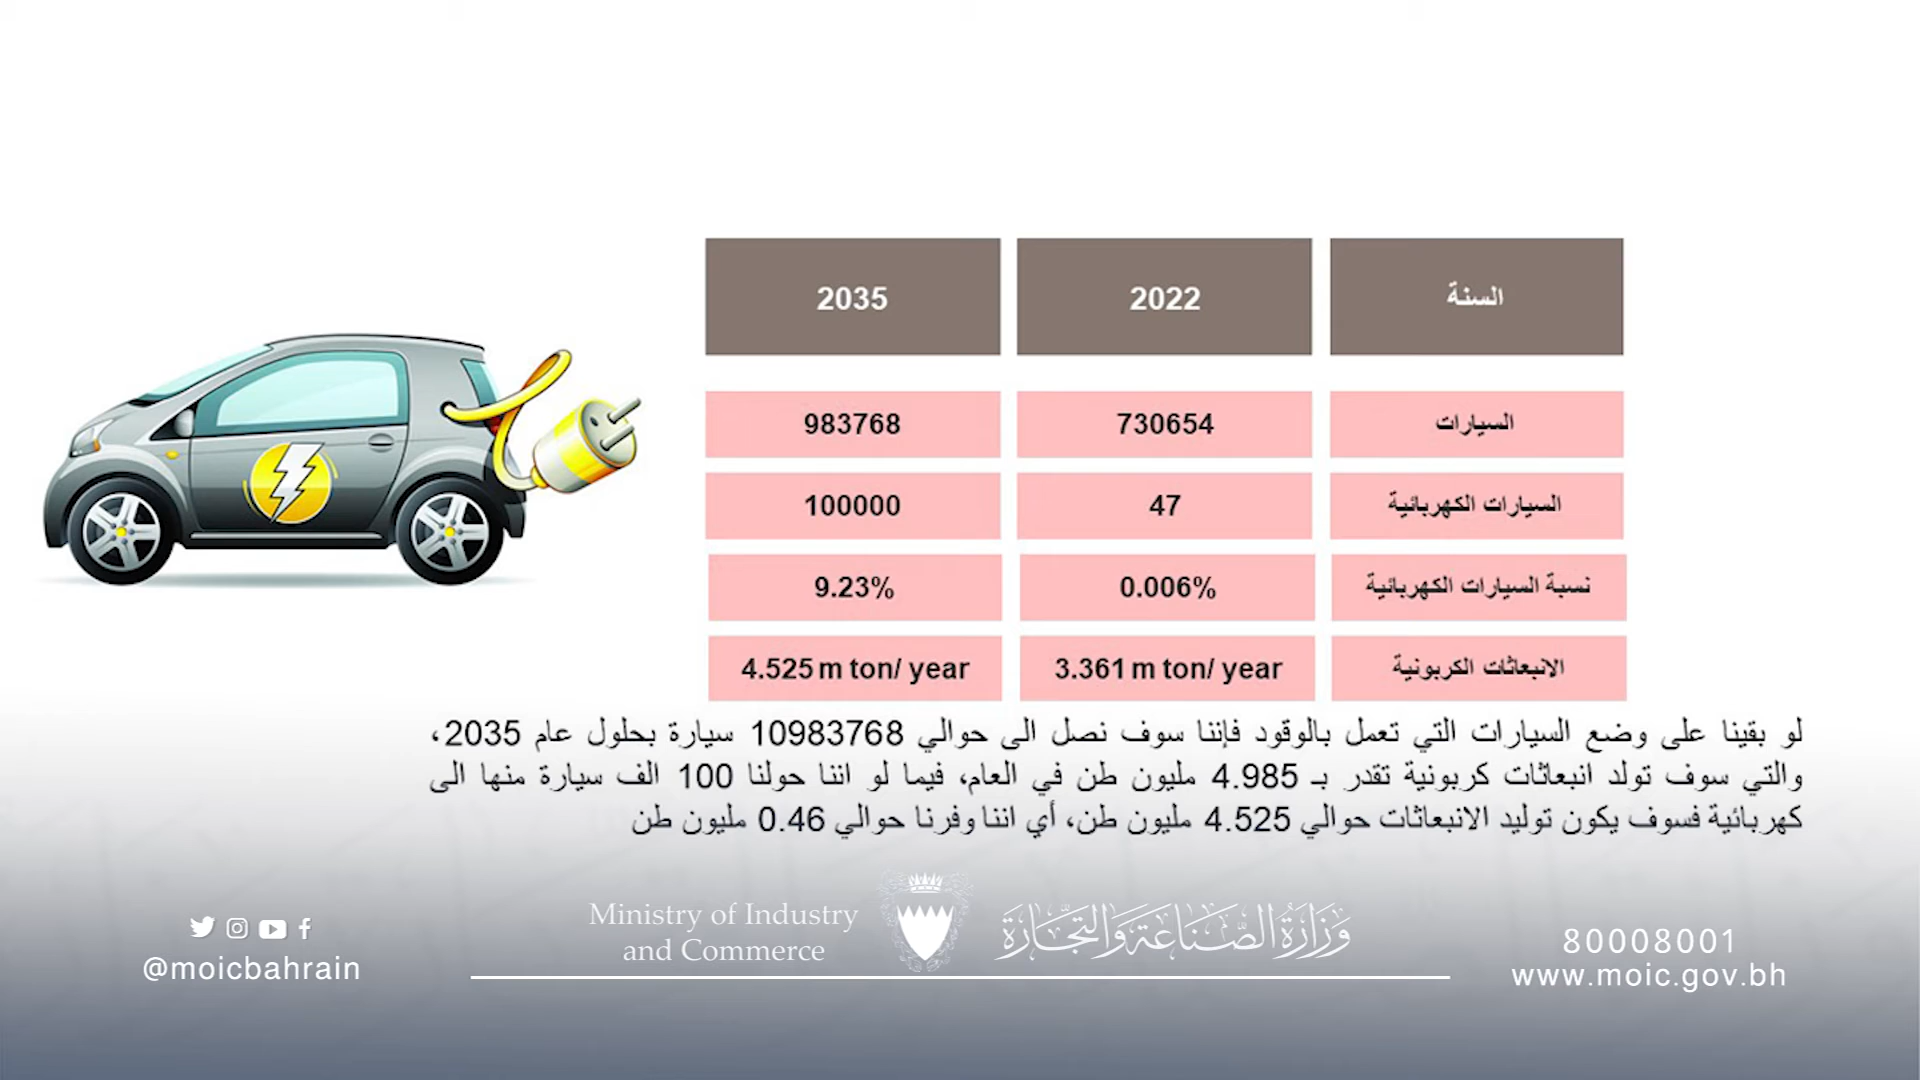 السنة 2022 2035
السيارات 730654 983768
السيارات الكهربائية 47 100000
نسبة السيارات الكهربائية 0.006% 9.23%
الانبعاثات الكربونية 3.361 m ton/ year 4.525 m ton/ year
لو بقينا على وضع السيارات التي تعمل بالوقود فإننا سوف نصل الى حوالي 10983768 سيارة بحلول عام 2035،
والتي سوف تولد انبعاثات كربونية تقدر بـ 4.985 مليون طن في العام، فيما لو اننا حولنا 100 الف سيارة منها الى
كهربائية فسوف يكون توليد الانبعاثات حوالي 4.525 مليون طن، أي اننا وفرنا حوالي 0.46 مليون طن
وَزَارَةُ الصِّنَاعَة وَالتِّجَارَة
Ministry of Industry
and Commerce
80008001
www.moic.gov.bh
@moicbahrain